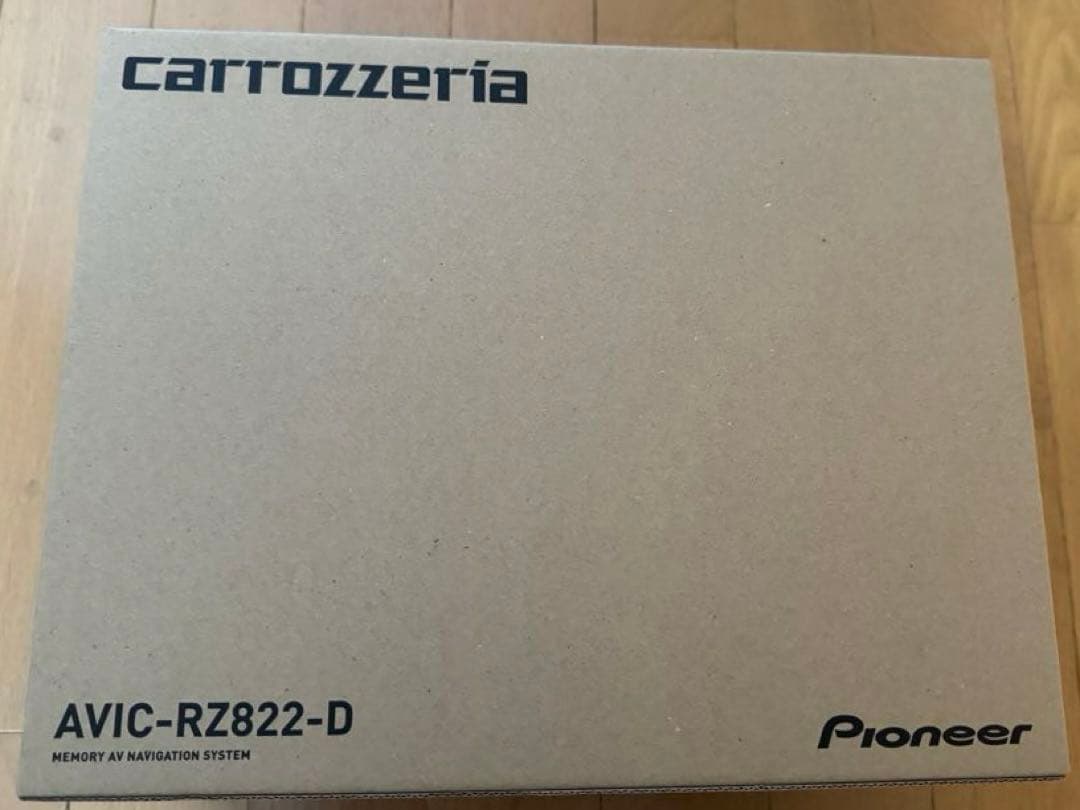 carrozzeria
AVIC-RZ822-D
MEMORY AV NAVIGATION SYSTEM
Pioneer